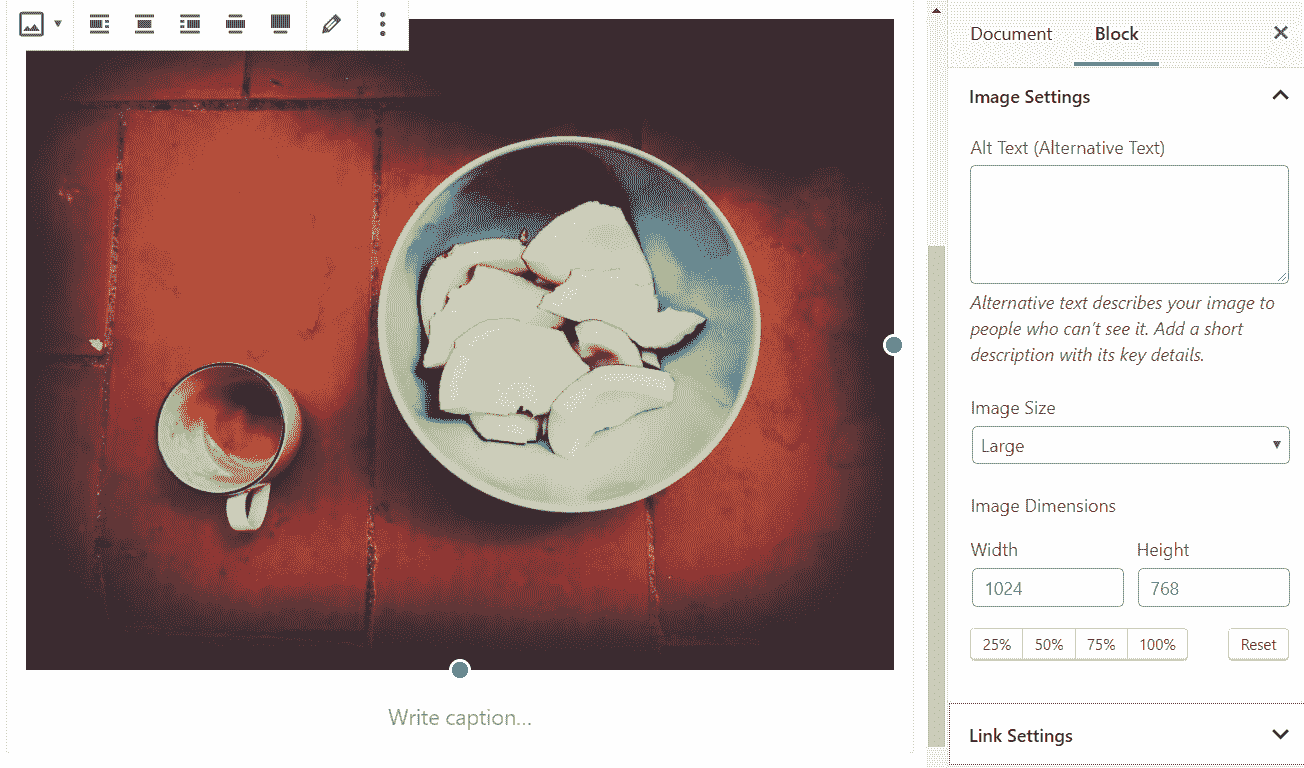 Document Block
Image Settings
Alt Text (Alternative Text)
Alternative text describes your image to
people who can't see it. Add a short
description with its key details.
Image Size
Large
Image Dimensions
Width Height
1024 768
25% 50% 75% 100% Reset
Write caption...
Link Settings